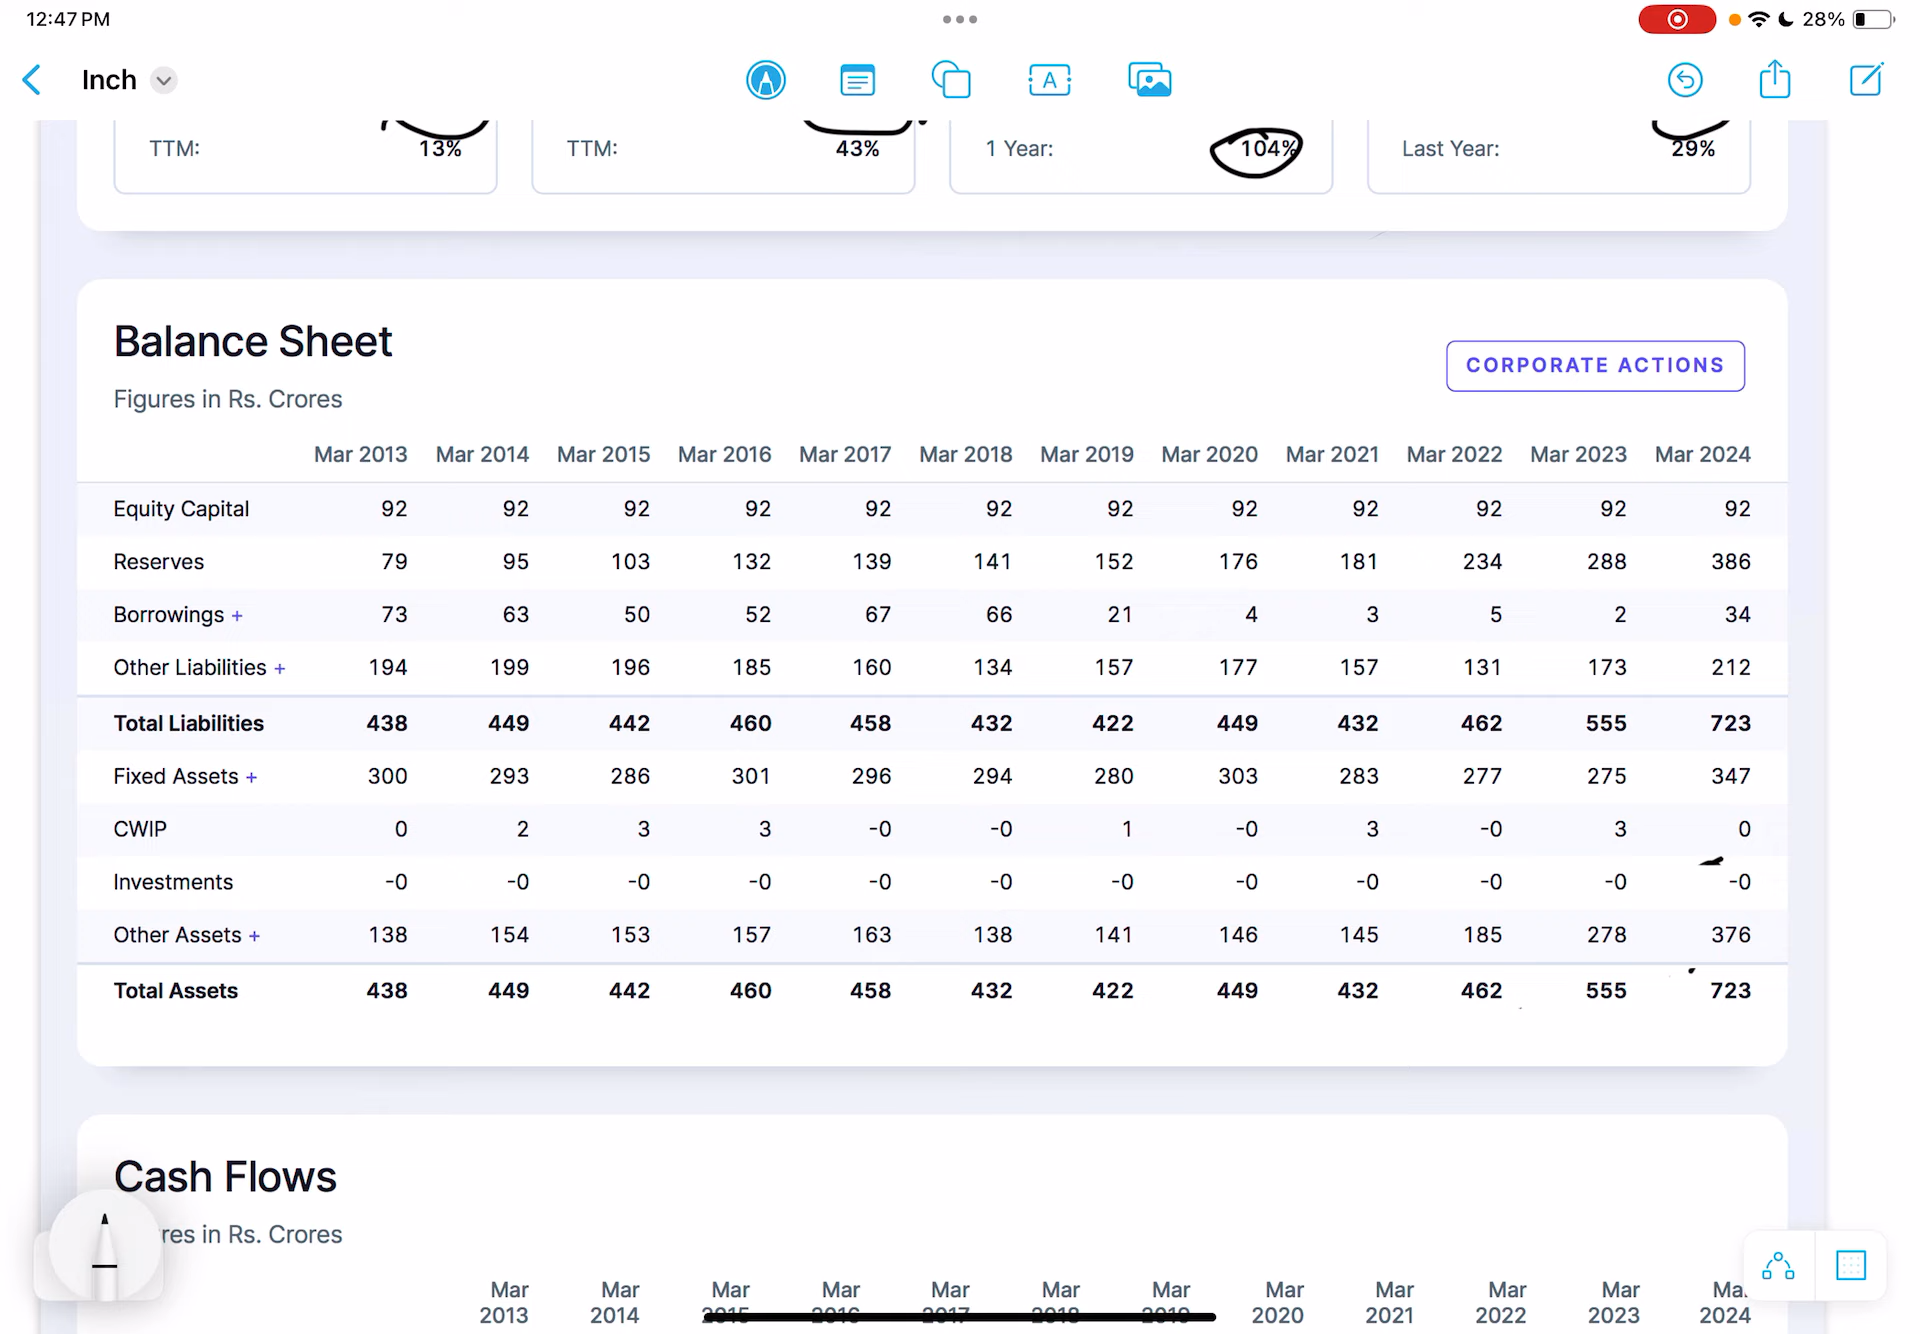 12:47 PM
28%
Inch
TTM: 13% TTM: 43% 1 Year: 104% Last Year: 29%
Balance Sheet
CORPORATE ACTIONS
Figures in Rs. Crores
Mar 2013 Mar 2014 Mar 2015 Mar 2016 Mar 2017 Mar 2018 Mar 2019 Mar 2020 Mar 2021 Mar 2022 Mar 2023 Mar 2024
Equity Capital 92 92 92 92 92 92 92 92 92 92 92 92
Reserves 79 95 103 132 139 141 152 176 181 234 288 386
Borrowings + 73 63 50 52 67 66 21 4 3 5 2 34
Other Liabilities + 194 199 196 185 160 134 157 177 157 131 173 212
Total Liabilities 438 449 442 460 458 432 422 449 432 462 555 723
Fixed Assets + 300 293 286 301 296 294 280 303 283 277 275 347
CWIP 0 2 3 3 -0 -0 1 -0 3 -0 3 0
Investments -0 -0 -0 -0 -0 -0 -0 -0 -0 -0 -0 -0
Other Assets + 138 154 153 157 163 138 141 146 145 185 278 376
Total Assets 438 449 442 460 458 432 422 449 432 462 555 723
Cash Flows
res in Rs. Crores
Mar Mar Mar Mar Mar Mar Mar Mar Mar Mar Mar Ma
2013 2014 2015 2016 2017 2018 2019 2020 2021 2022 2023 2024